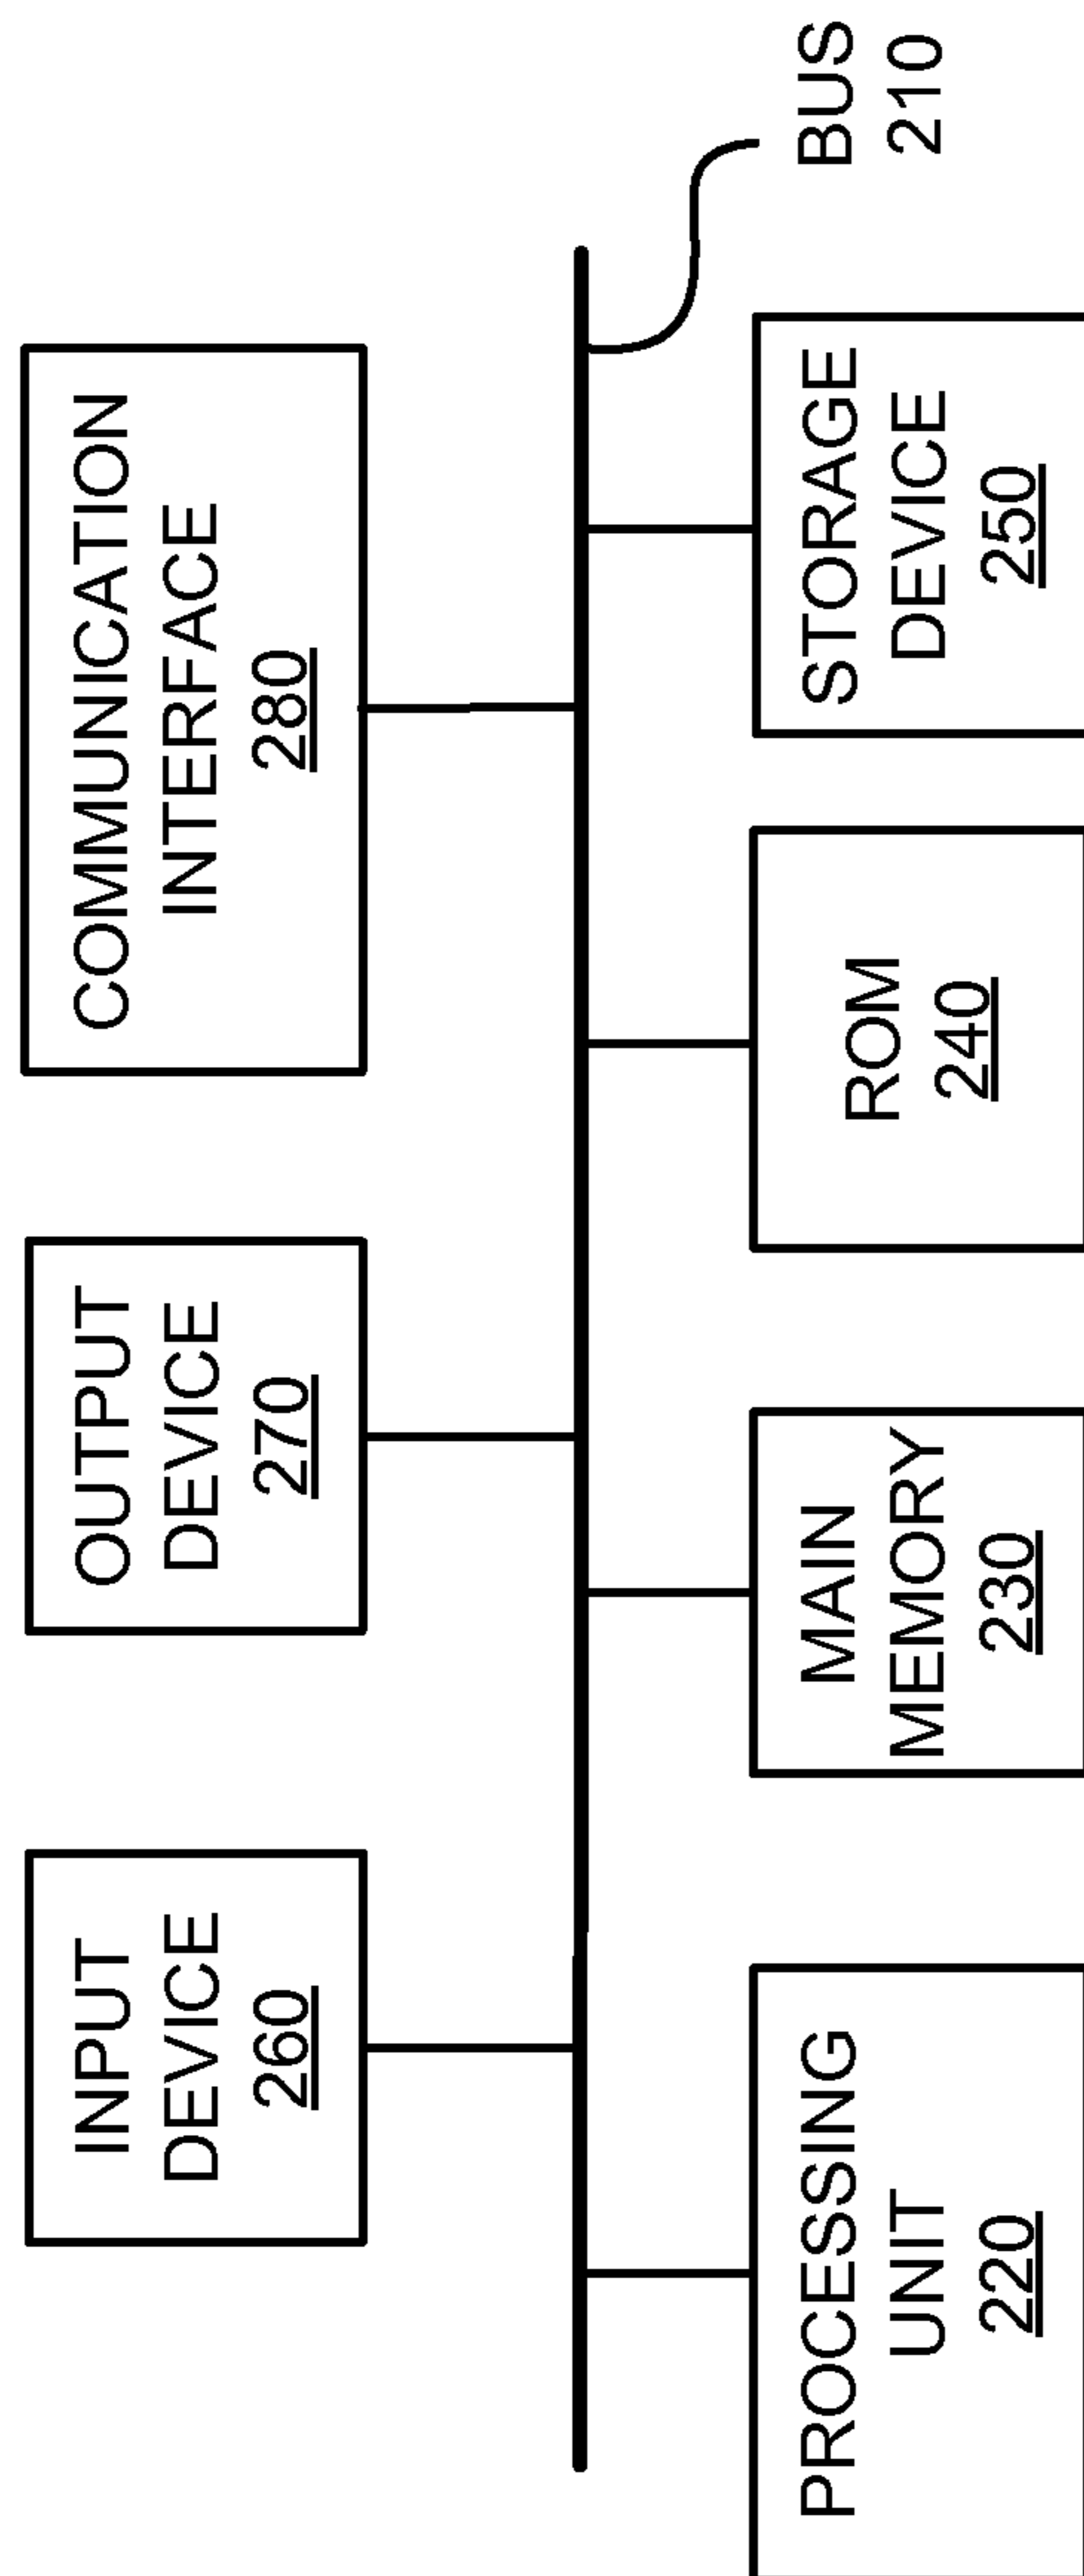 INPUT
DEVICE
260
OUTPUT
DEVICE
270
COMMUNICATION
INTERFACE
280
BUS
210
PROCESSING
UNIT
220
MAIN
MEMORY
230
ROM
240
STORAGE
DEVICE
250